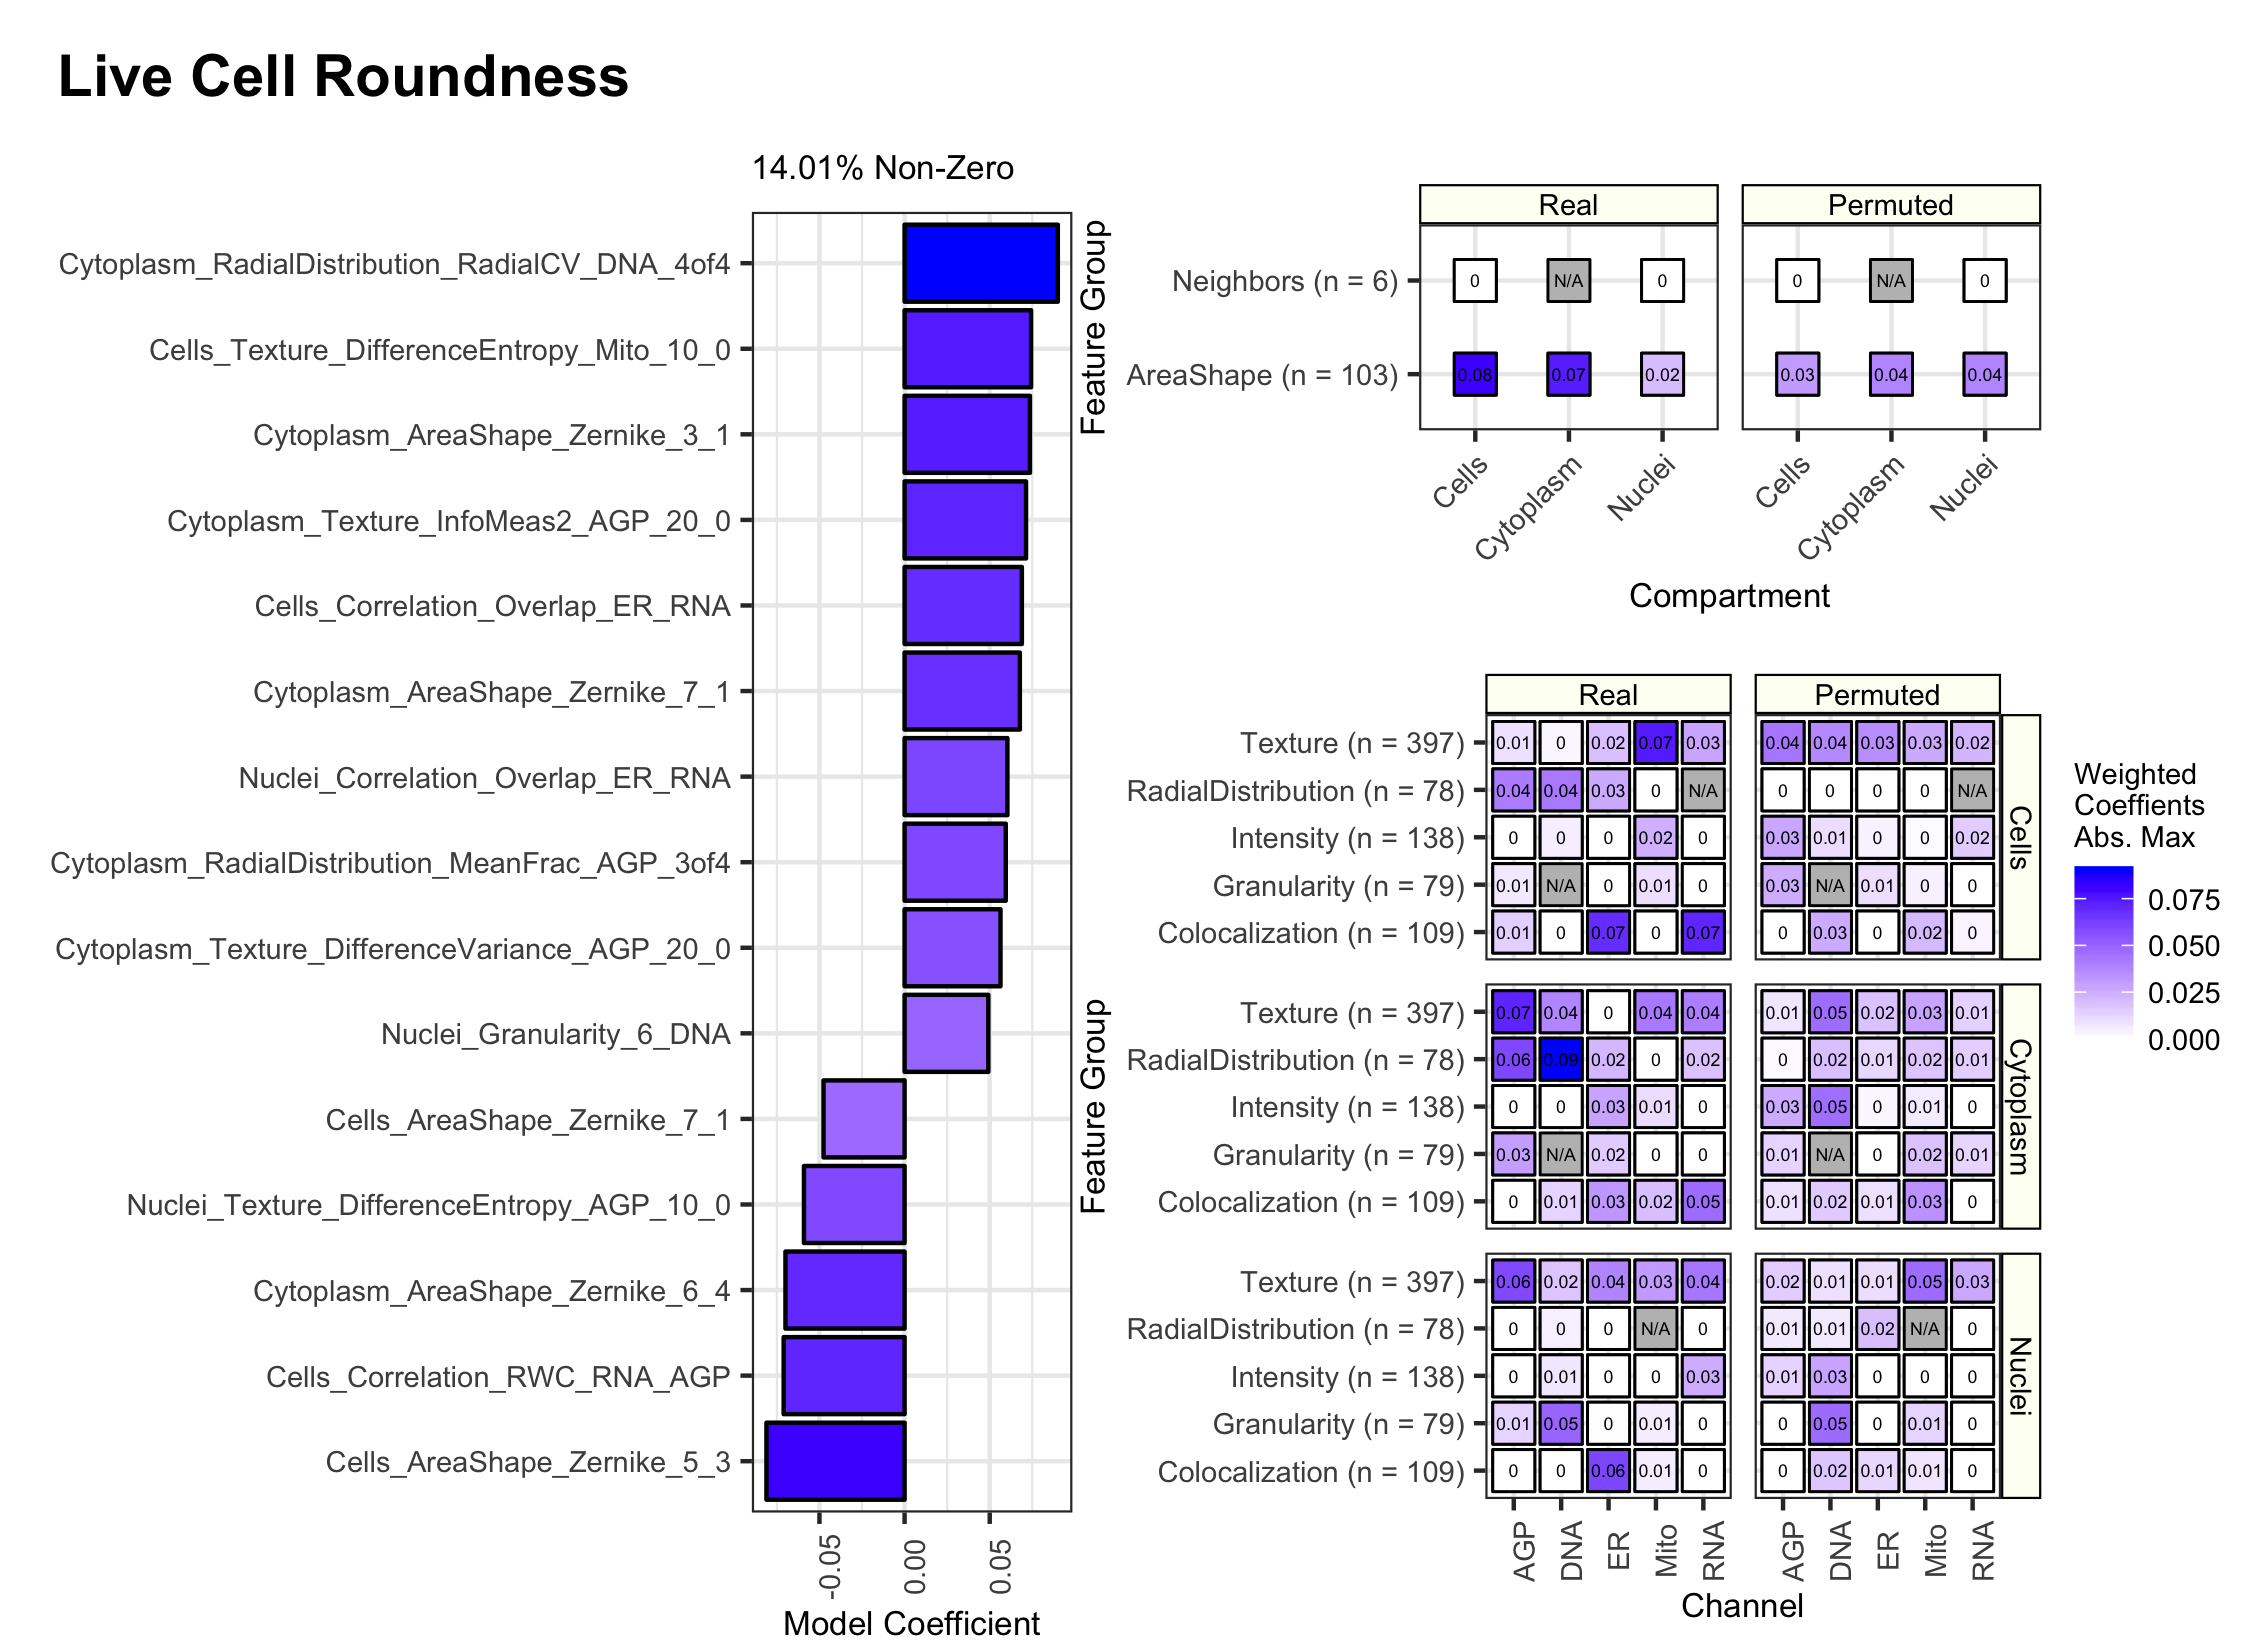 Live Cell Roundness
14.01% Non-Zero
Cytoplasm_RadialDistribution_RadialCV_DNA_4of4
Cells_Texture_DifferenceEntropy_Mito_10_0
Cytoplasm_AreaShape_Zernike_3_1
Cytoplasm_Texture_InfoMeas2_AGP_20_0
Cells_Correlation_Overlap_ER_RNA
Cytoplasm_AreaShape_Zernike_7_1
Nuclei_Correlation_Overlap_ER_RNA
Cytoplasm_RadialDistribution_MeanFrac_AGP_3of4
Cytoplasm_Texture_DifferenceVariance_AGP_20_0
Nuclei_Granularity_6_DNA
Cells_AreaShape_Zernike_7_1
Nuclei_Texture_DifferenceEntropy_AGP_10_0
Cytoplasm_AreaShape_Zernike_6_4
Cells_Correlation_RWC_RNA_AGP
Cells_AreaShape_Zernike_5_3
-0.05 0.00 0.05
Model Coefficient
Feature Group
Real Permuted
Neighbors (n = 6) 0 N/A 0 0 N/A 0
AreaShape (n = 103) 0.08 0.07 0.02 0.03 0.04 0.04
Cells Cytoplasm Nuclei Cells Cytoplasm Nuclei
Compartment
Feature Group
Real Permuted
Texture (n = 397) 0.01 0 0.02 0.07 0.03 0.04 0.04 0.03 0.03 0.02
RadialDistribution (n = 78) 0.04 0.04 0.03 0 N/A 0 0 0 0 N/A
Intensity (n = 138) 0 0 0 0.02 0 0.03 0.01 0 0 0.02
Granularity (n = 79) 0.01 N/A 0 0.01 0 0.03 N/A 0.01 0 0
Colocalization (n = 109) 0.01 0 0.07 0 0.07 0 0.03 0 0.02 0
Cells
Texture (n = 397) 0.07 0.04 0 0.04 0.04 0.01 0.05 0.02 0.03 0.01
RadialDistribution (n = 78) 0.06 0.09 0.02 0 0.02 0 0.02 0.01 0.02 0.01
Intensity (n = 138) 0 0 0.03 0.01 0 0.03 0.05 0 0.01 0
Granularity (n = 79) 0.03 N/A 0.02 0 0 0.01 N/A 0 0.02 0.01
Colocalization (n = 109) 0 0.01 0.03 0.02 0.05 0.01 0.02 0.01 0.03 0
Cytoplasm
Texture (n = 397) 0.06 0.02 0.04 0.03 0.04 0.02 0.01 0.01 0.05 0.03
RadialDistribution (n = 78) 0 0 0 N/A 0 0.01 0.01 0.02 N/A 0
Intensity (n = 138) 0 0.01 0 0 0.03 0.01 0.03 0 0 0
Granularity (n = 79) 0.01 0.05 0 0.01 0 0 0.05 0 0.01 0
Colocalization (n = 109) 0 0 0.06 0.01 0 0 0.02 0.01 0.01 0
Nuclei
AGP DNA ER Mito RNA AGP DNA ER Mito RNA
Channel
Weighted
Coeffients
Abs. Max
0.075
0.050
0.025
0.000